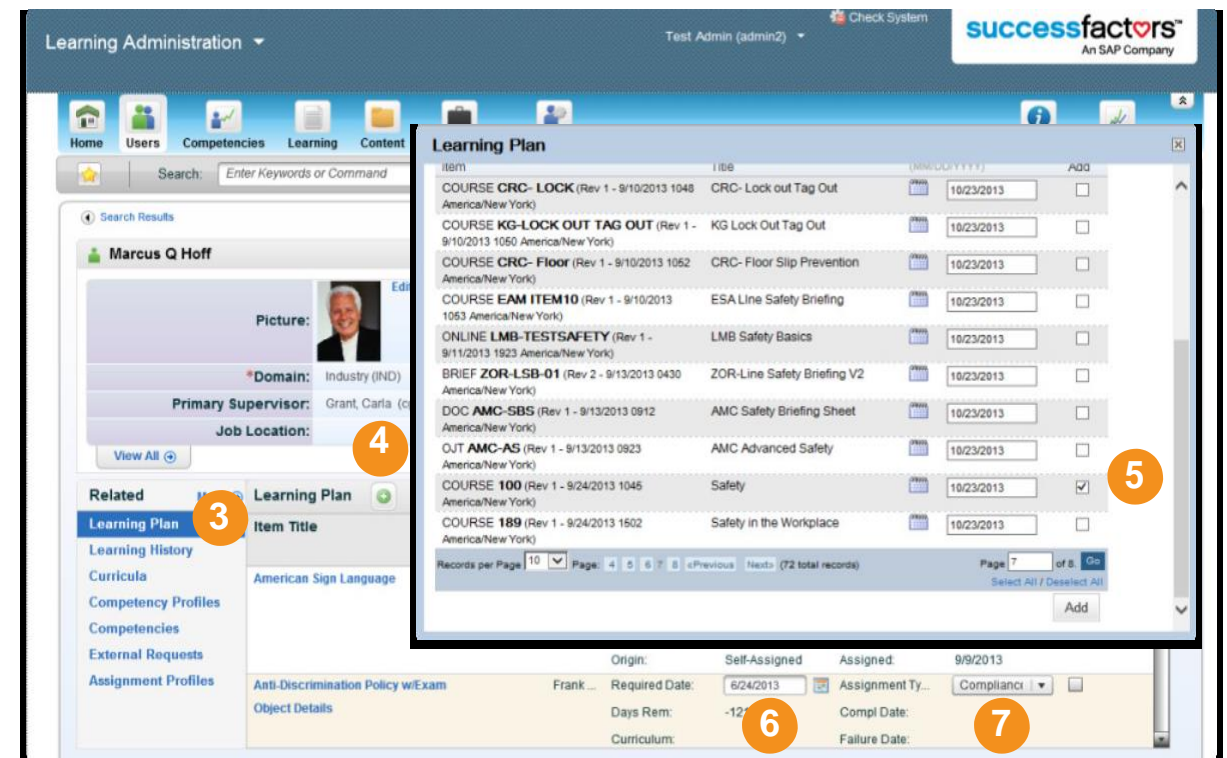 Learning Administration
Test Admin (admin2)
Check System
successfactors™
An SAP Company
Home
Users
Competencies
Learning
Content
Search:
Enter Keywords or Command
Search Results
Marcus Q Hoff
Picture:
*Domain: Industry (IND)
Primary Supervisor: Grant, Carla
Job Location:
View All
4
Related
3
Learning Plan
Learning History
Curricula
Competency Profiles
Competencies
External Requests
Assignment Profiles
Learning Plan
Item Title
American Sign Language
Learning Plan
Item Title (MM/DD/YYYY) Add
COURSE CRC- LOCK (Rev 1 - 9/10/2013 1048 America/New York) CRC- Lock out Tag Out 10/23/2013
COURSE KG-LOCK OUT TAG OUT (Rev 1 - 9/10/2013 1050 America/New York) KG Lock Out Tag Out 10/23/2013
COURSE CRC- Floor (Rev 1 - 9/10/2013 1052 America/New York) CRC- Floor Slip Prevention 10/23/2013
COURSE EAM ITEM10 (Rev 1 - 9/10/2013 1053 America/New York) ESA LIne Safety Briefing 10/23/2013
ONLINE LMB-TESTSAFETY (Rev 1 - 9/11/2013 1923 America/New York) LMB Safety Basics 10/23/2013
BRIEF ZOR-LSB-01 (Rev 2 - 9/13/2013 0430 America/New York) ZOR-Line Safety Briefing V2 10/23/2013
DOC AMC-SBS (Rev 1 - 9/13/2013 0912 America/New York) AMC Safety Briefing Sheet 10/23/2013
OJT AMC-AS (Rev 1 - 9/13/2013 0923 America/New York) AMC Advanced Safety 10/23/2013
COURSE 100 (Rev 1 - 9/24/2013 1045 America/New York) Safety 10/23/2013
5
COURSE 189 (Rev 1 - 9/24/2013 1502 America/New York) Safety in the Workplace 10/23/2013
Records per Page 10 Page: 4 5 6 7 8 <Previous Next> (72 total records) Page 7 of 8. Go
Select All / Deselect All
Add
Origin: Self-Assigned Assigned: 9/9/2013
Anti-Discrimination Policy w/Exam Frank ... Required Date: 6/24/2013 Assignment Ty... Compliance
Object Details Days Rem: Compl Date:
6
7
Curriculum: Failure Date: